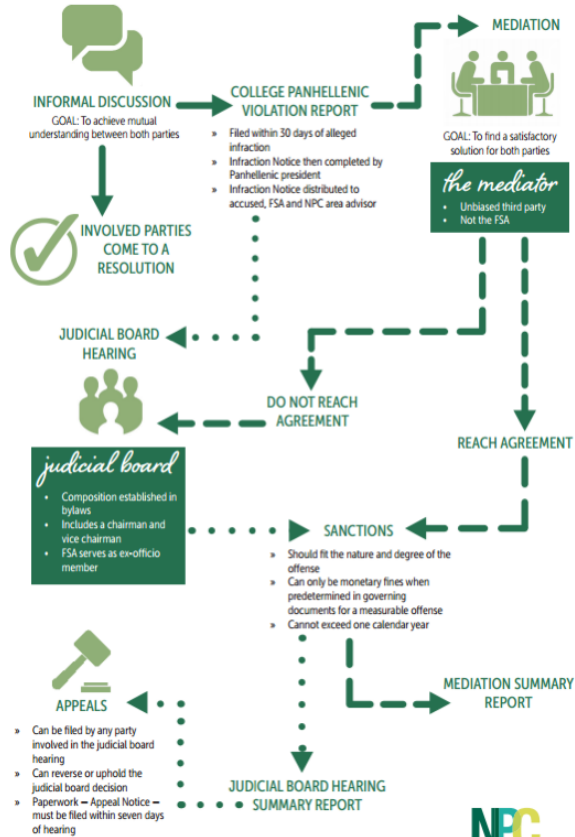 MEDIATION
INFORMAL DISCUSSION
GOAL: To achieve mutual
understanding between both parties
COLLEGE PANHELLENIC
VIOLATION REPORT
» Filed within 30 days of alleged
infraction
» Infraction Notice then completed by
Panhellenic president
» Infraction Notice distributed to
accused, FSA and NPC area advisor
GOAL: To find a satisfactory
solution for both parties
the mediator
• Unbiased third party
• Not the FSA
INVOLVED PARTIES
COME TO A
RESOLUTION
JUDICIAL BOARD
HEARING
DO NOT REACH
AGREEMENT
REACH AGREEMENT
judicial board
• Composition established in
bylaws
• Includes a chairman and
vice chairman
• FSA serves as ex-officio
member
SANCTIONS
» Should fit the nature and degree of the
offense
» Can only be monetary fines when
predetermined in governing
documents for a measurable offense
» Cannot exceed one calendar year
MEDIATION SUMMARY
REPORT
APPEALS
» Can be filed by any party
involved in the judicial board
hearing
» Can reverse or uphold the
judicial board decision
» Paperwork — Appeal Notice —
must be filed within seven days
of hearing
JUDICIAL BOARD HEARING
SUMMARY REPORT
NPC